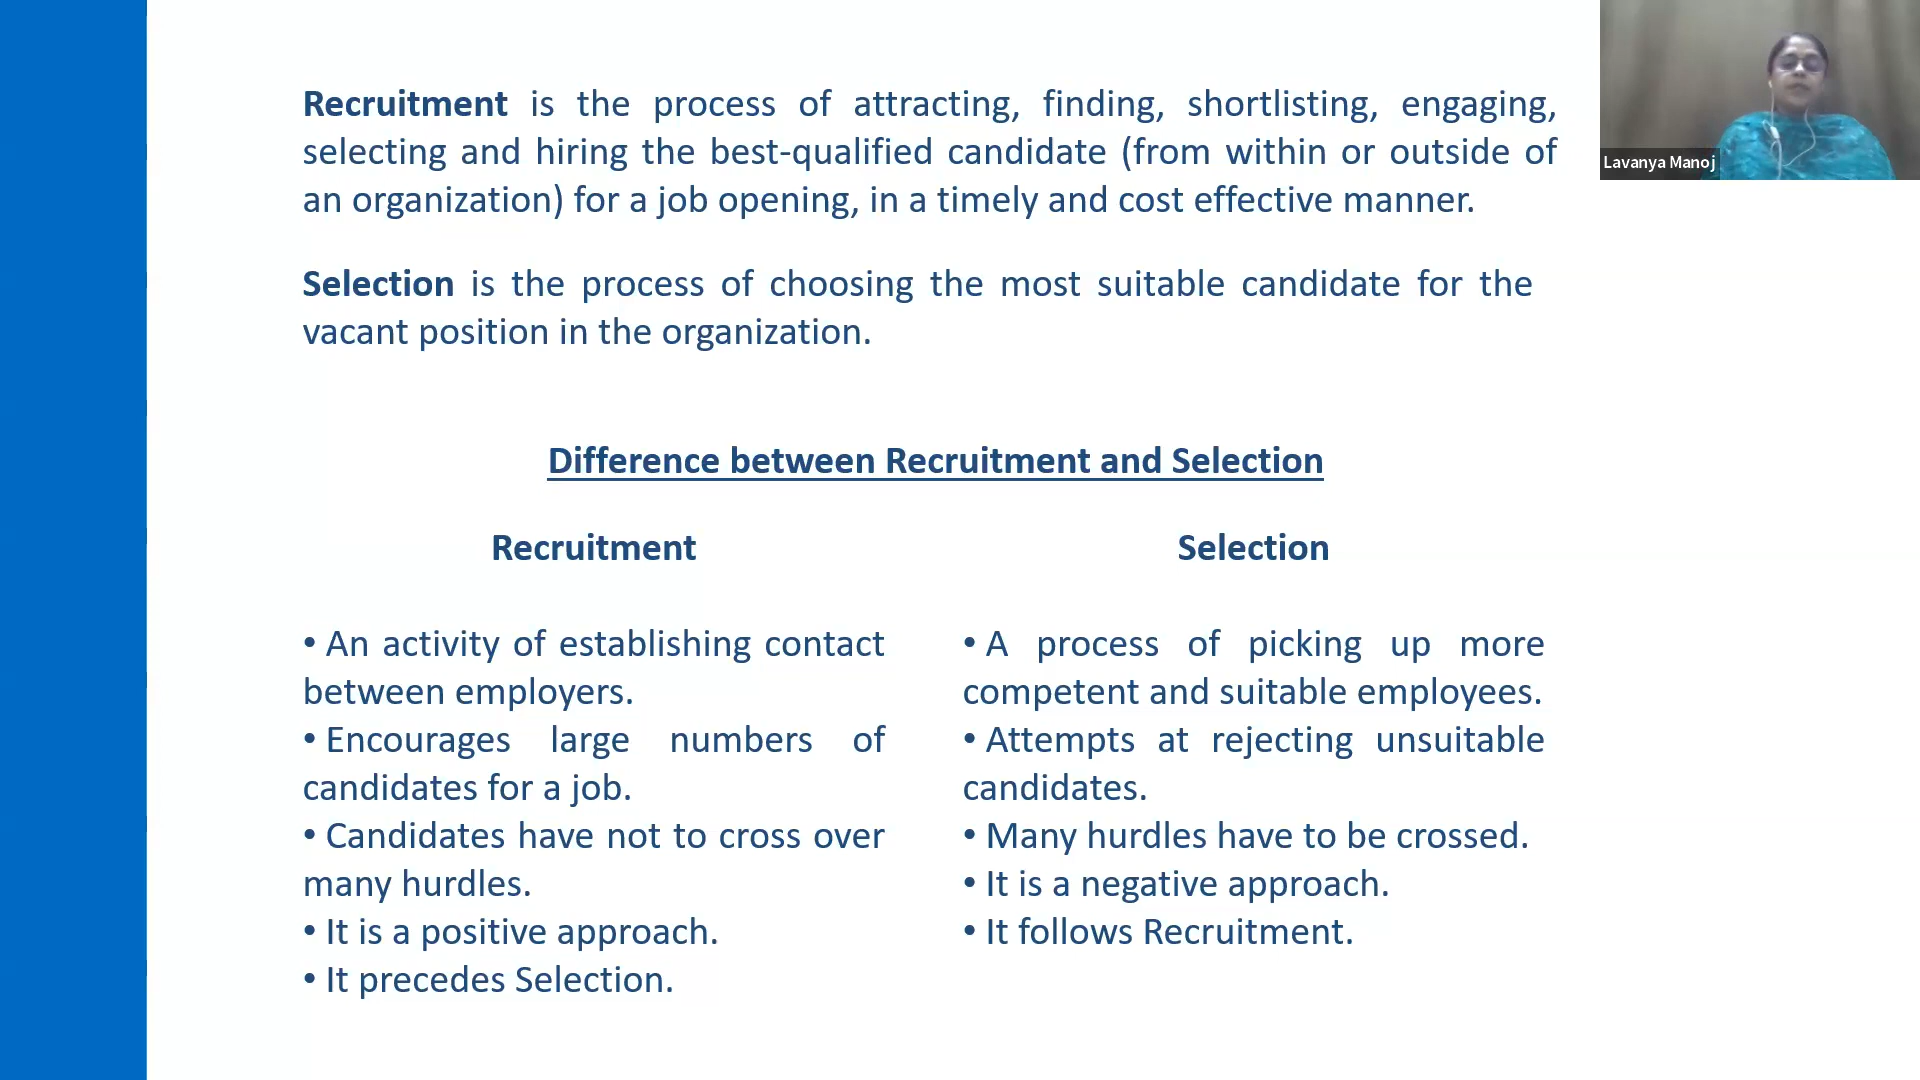 Recruitment is the process of attracting, finding, shortlisting, engaging,
selecting and hiring the best-qualified candidate (from within or outside of
an organization) for a job opening, in a timely and cost effective manner.
Selection is the process of choosing the most suitable candidate for the
vacant position in the organization.
Difference between Recruitment and Selection
Recruitment
• An activity of establishing contact
between employers.
• Encourages large numbers of
candidates for a job.
• Candidates have not to cross over
many hurdles.
• It is a positive approach.
• It precedes Selection.
Selection
• A process of picking up more
competent and suitable employees.
• Attempts at rejecting unsuitable
candidates.
• Many hurdles have to be crossed.
• It is a negative approach.
• It follows Recruitment.
Lavanya Manoj